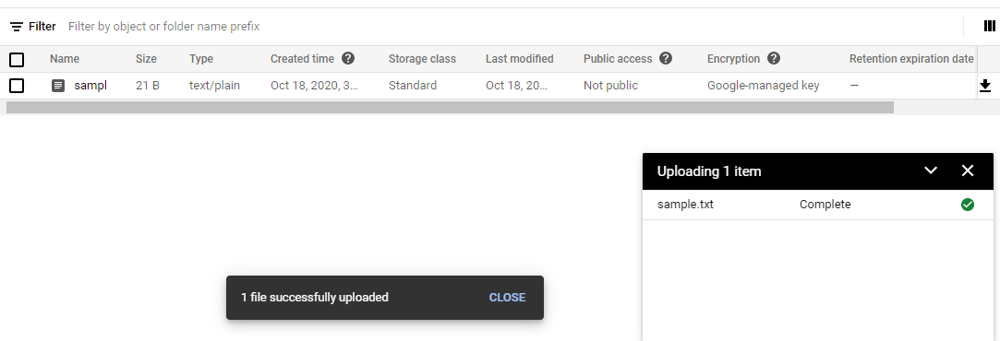 Filter Filter by object or folder name prefix
Name Size Type Created time ? Storage class Last modified Public access ? Encryption ? Retention expiration date
sampl 21 B text/plain Oct 18, 2020, 3... Standard Oct 18, 20... Not public Google-managed key —
Uploading 1 item
sample.txt Complete
1 file successfully uploaded CLOSE